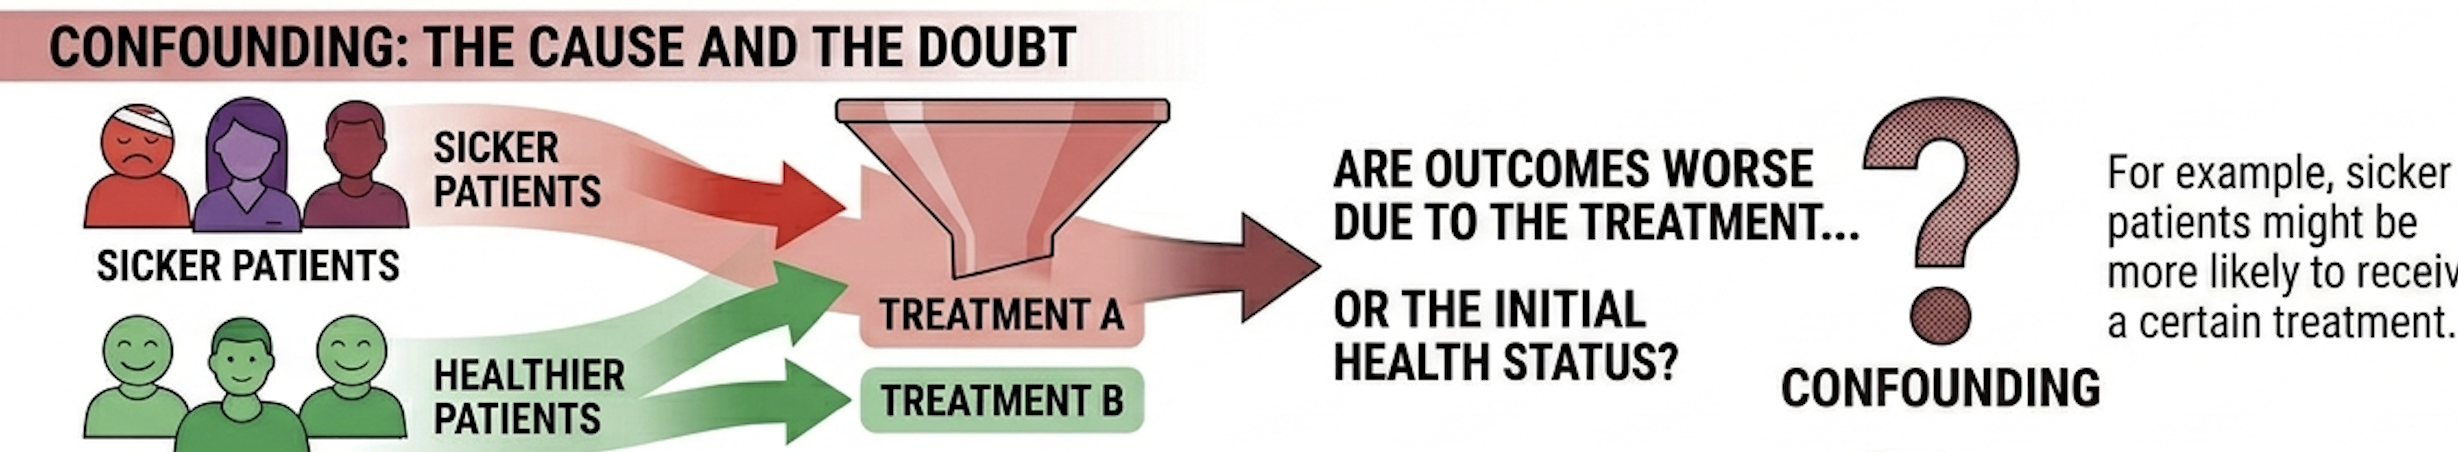 CONFOUNDING: THE CAUSE AND THE DOUBT
SICKER PATIENTS
SICKER
PATIENTS
HEALTHIER
PATIENTS
TREATMENT A
TREATMENT B
ARE OUTCOMES WORSE
DUE TO THE TREATMENT...
OR THE INITIAL
HEALTH STATUS?
?
CONFOUNDING
For example, sicker
patients might be
more likely to
a certain treatment.